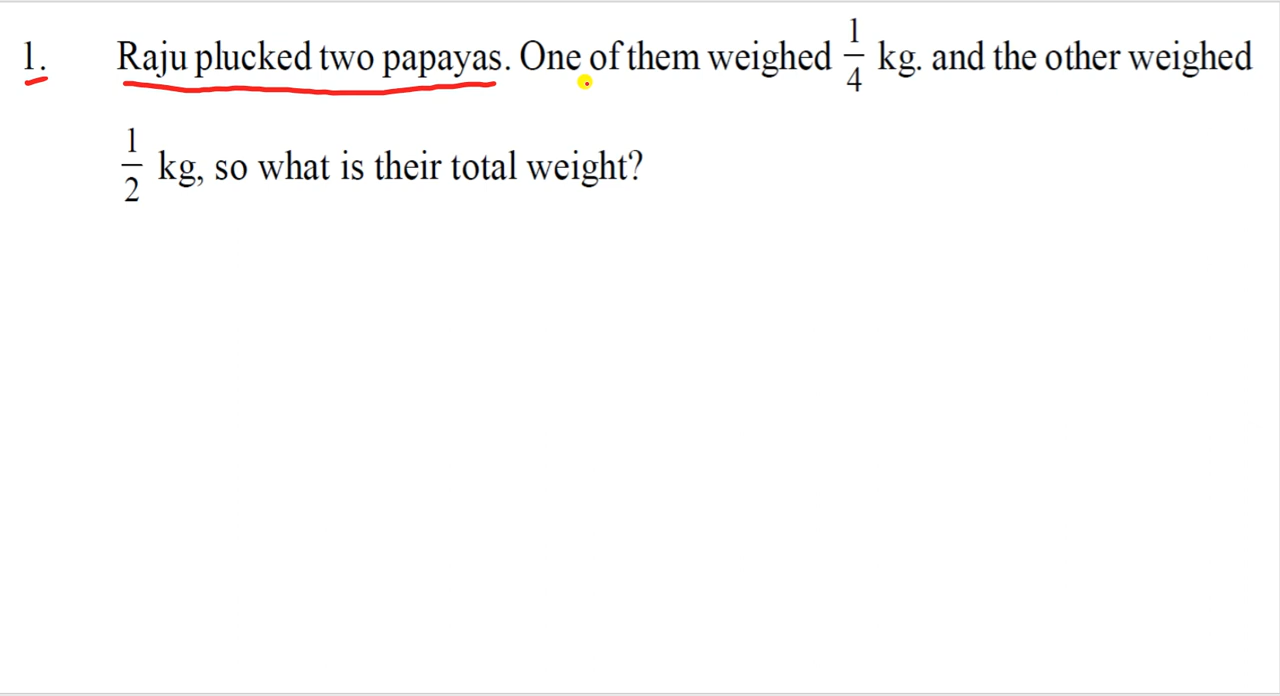 1. Raju plucked two papayas. One of them weighed 1/4 kg. and the other weighed
1/2 kg, so what is their total weight?